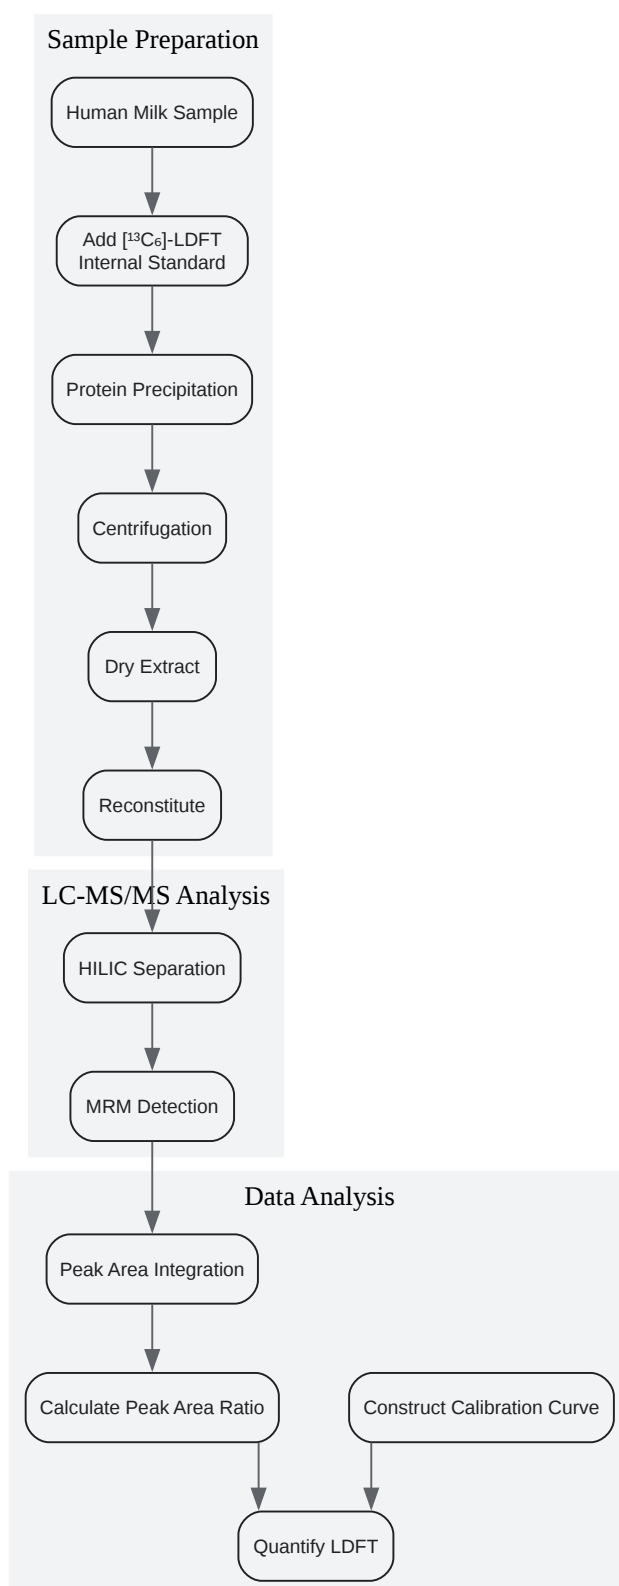 Sample Preparation
Human Milk Sample
Add [¹³C₆]-LDFT
Internal Standard
Protein Precipitation
Centrifugation
Dry Extract
Reconstitute
LC-MS/MS Analysis
HILIC Separation
MRM Detection
Data Analysis
Peak Area Integration
Calculate Peak Area Ratio
Construct Calibration Curve
Quantify LDFT